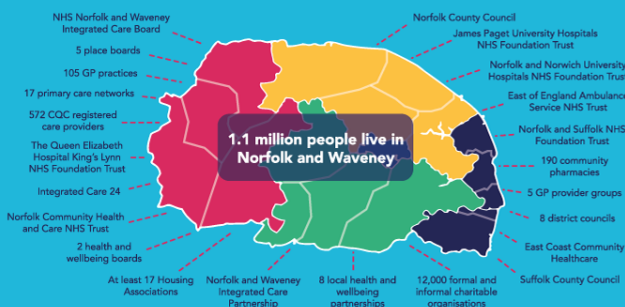 NHS Norfolk and Waveney
Integrated Care Board
5 place boards
105 GP practices
17 primary care networks
572 CQC registered
care providers
The Queen Elizabeth
Hospital King's Lynn
NHS Foundation Trust
Integrated Care 24
Norfolk Community Health
and Care NHS Trust
2 health and
wellbeing boards
At least 17 Housing
Associations
Norfolk and Waveney
Integrated Care
Partnership
8 local health and
wellbeing
partnerships
12,000 formal and
informal charitable
organisations
1.1 million people live in
Norfolk and Waveney
Norfolk County Council
James Paget University Hospitals
NHS Foundation Trust
Norfolk and Norwich University
Hospitals NHS Foundation Trust
East of England Ambulance
Service NHS Trust
Norfolk and Suffolk NHS
Foundation Trust
190 community
pharmacies
5 GP provider groups
8 district councils
East Coast Community
Healthcare
Suffolk County Council